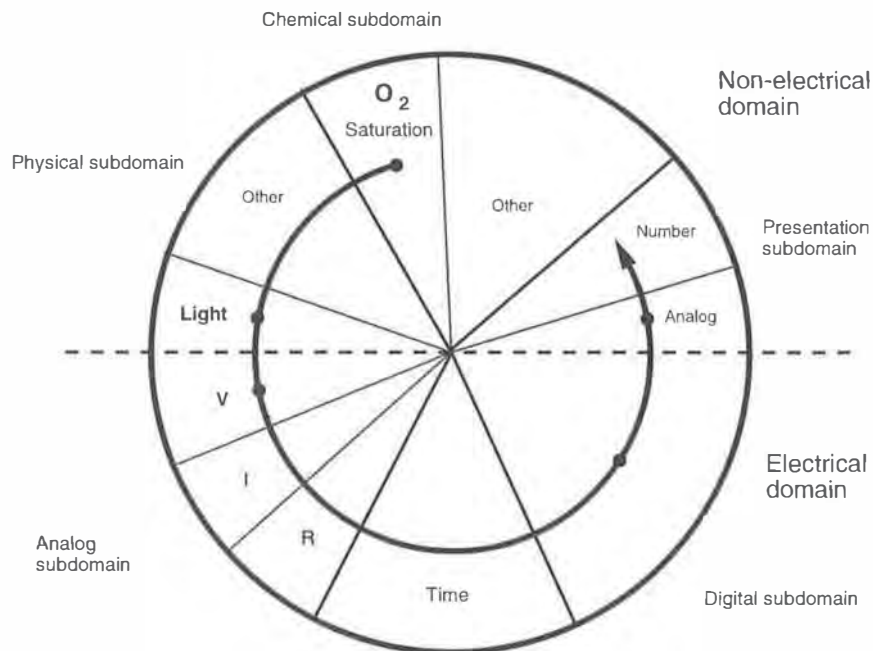 Chemical subdomain
O2
Saturation
Non-electrical
domain
Physical subdomain
Other
Other
Number
Presentation
subdomain
Light
Analog
V
I
Electrical
domain
R
Analog
subdomain
Time
Digital subdomain